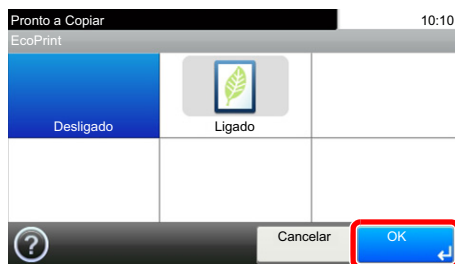 Pronto a Copiar 10:10
EcoPrint
Desligado Ligado
? Cancelar OK